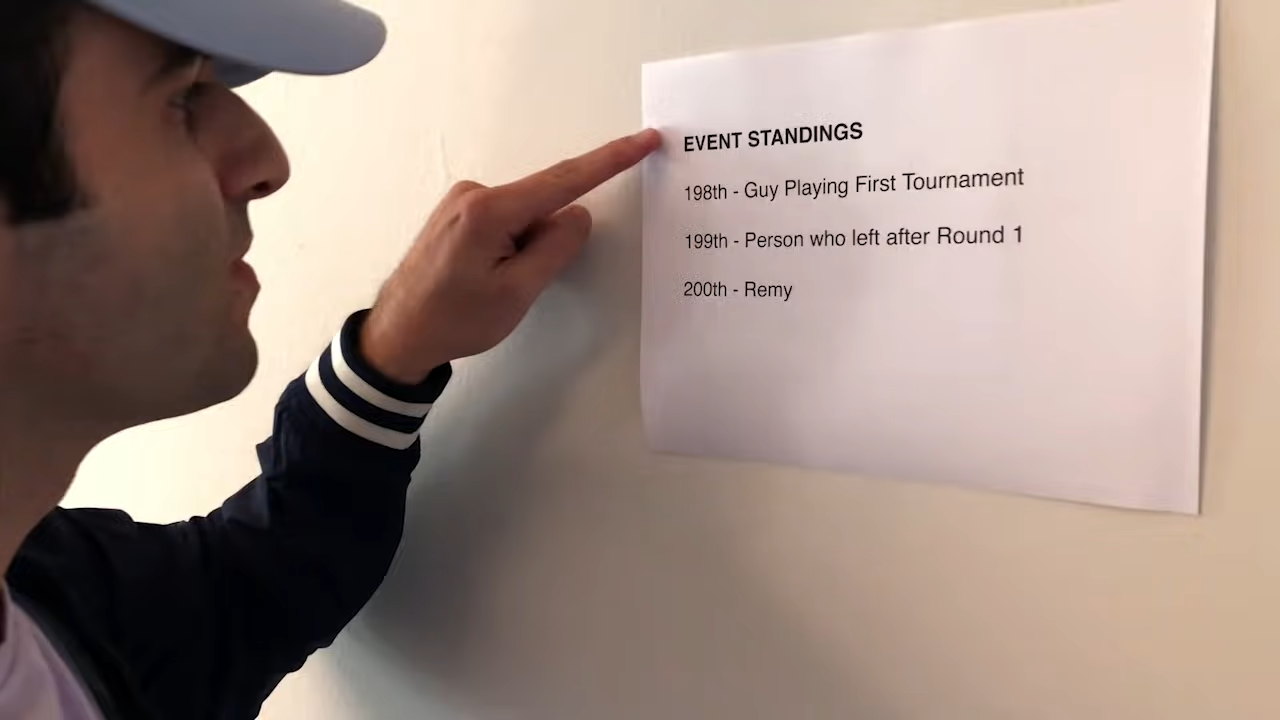 EVENT STANDINGS
198th - Guy Playing First Tournament
199th - Person who left after Round 1
200th - Remy